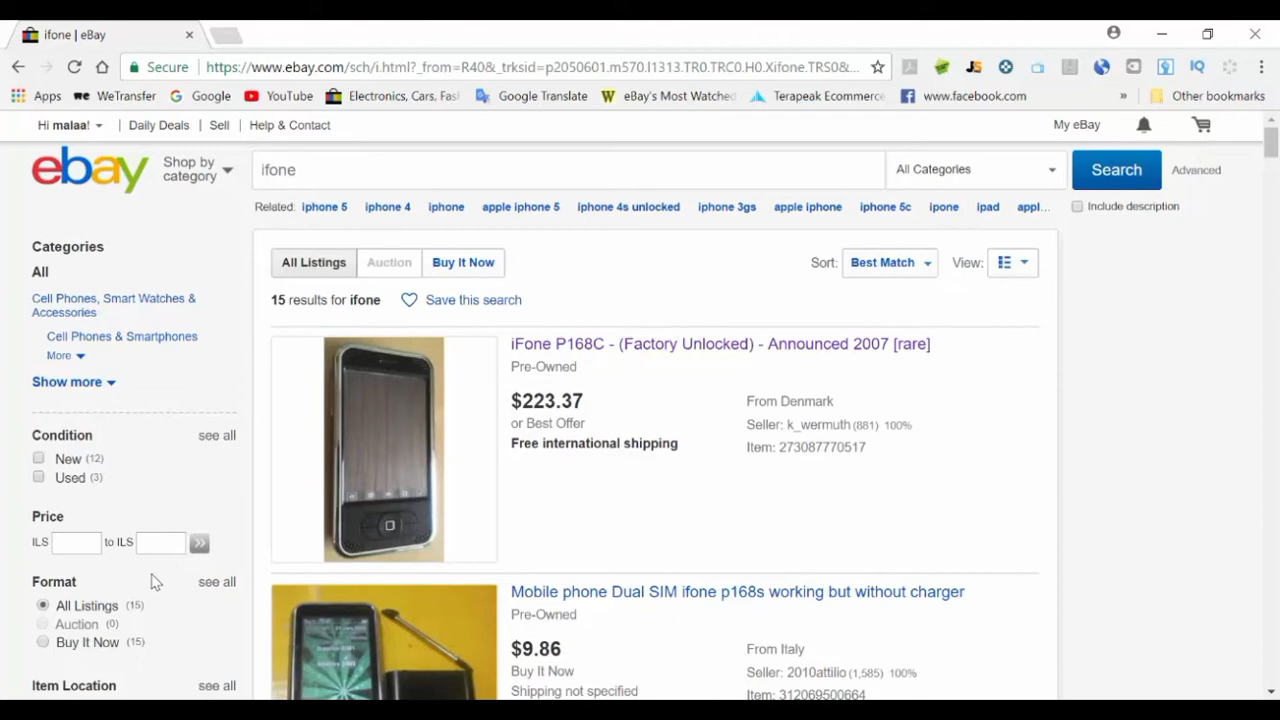 ifone | eBay
Secure https://www.ebay.com/sch/i.html?_from=R40&_trksid=p2050601.m570.l1313.TR0.TRC0.H0.Xifone.TRS0&...
Apps WeTransfer Google YouTube Electronics, Cars, Fas Google Translate eBay's Most Watched Terapeak Ecommerce www.facebook.com » Other bookmarks
Hi malaa! Daily Deals Sell Help & Contact My eBay
ebay Shop by category ifone All Categories Search Advanced
Related: iphone 5 iphone 4 iphone apple iphone 5 iphone 4s unlocked iphone 3gs apple iphone iphone 5c ipone ipad appl... Include description
Categories
All
Cell Phones, Smart Watches &
Accessories
Cell Phones & Smartphones
More
Show more
Condition see all
New (12)
Used (3)
Price
ILS to ILS »
Format see all
All Listings (15)
Auction (0)
Buy It Now (15)
Item Location see all
All Listings Auction Buy It Now Sort: Best Match View:
15 results for ifone Save this search
iFone P168C - (Factory Unlocked) - Announced 2007 [rare]
Pre-Owned
$223.37 From Denmark
or Best Offer Seller: k_wermuth (881) 100%
Free international shipping Item: 273087770517
Mobile phone Dual SIM ifone p168s working but without charger
Pre-Owned
$9.86 From Italy
Buy It Now Seller: 2010attilio (1,585) 100%
Shipping not specified Item: 312069500664